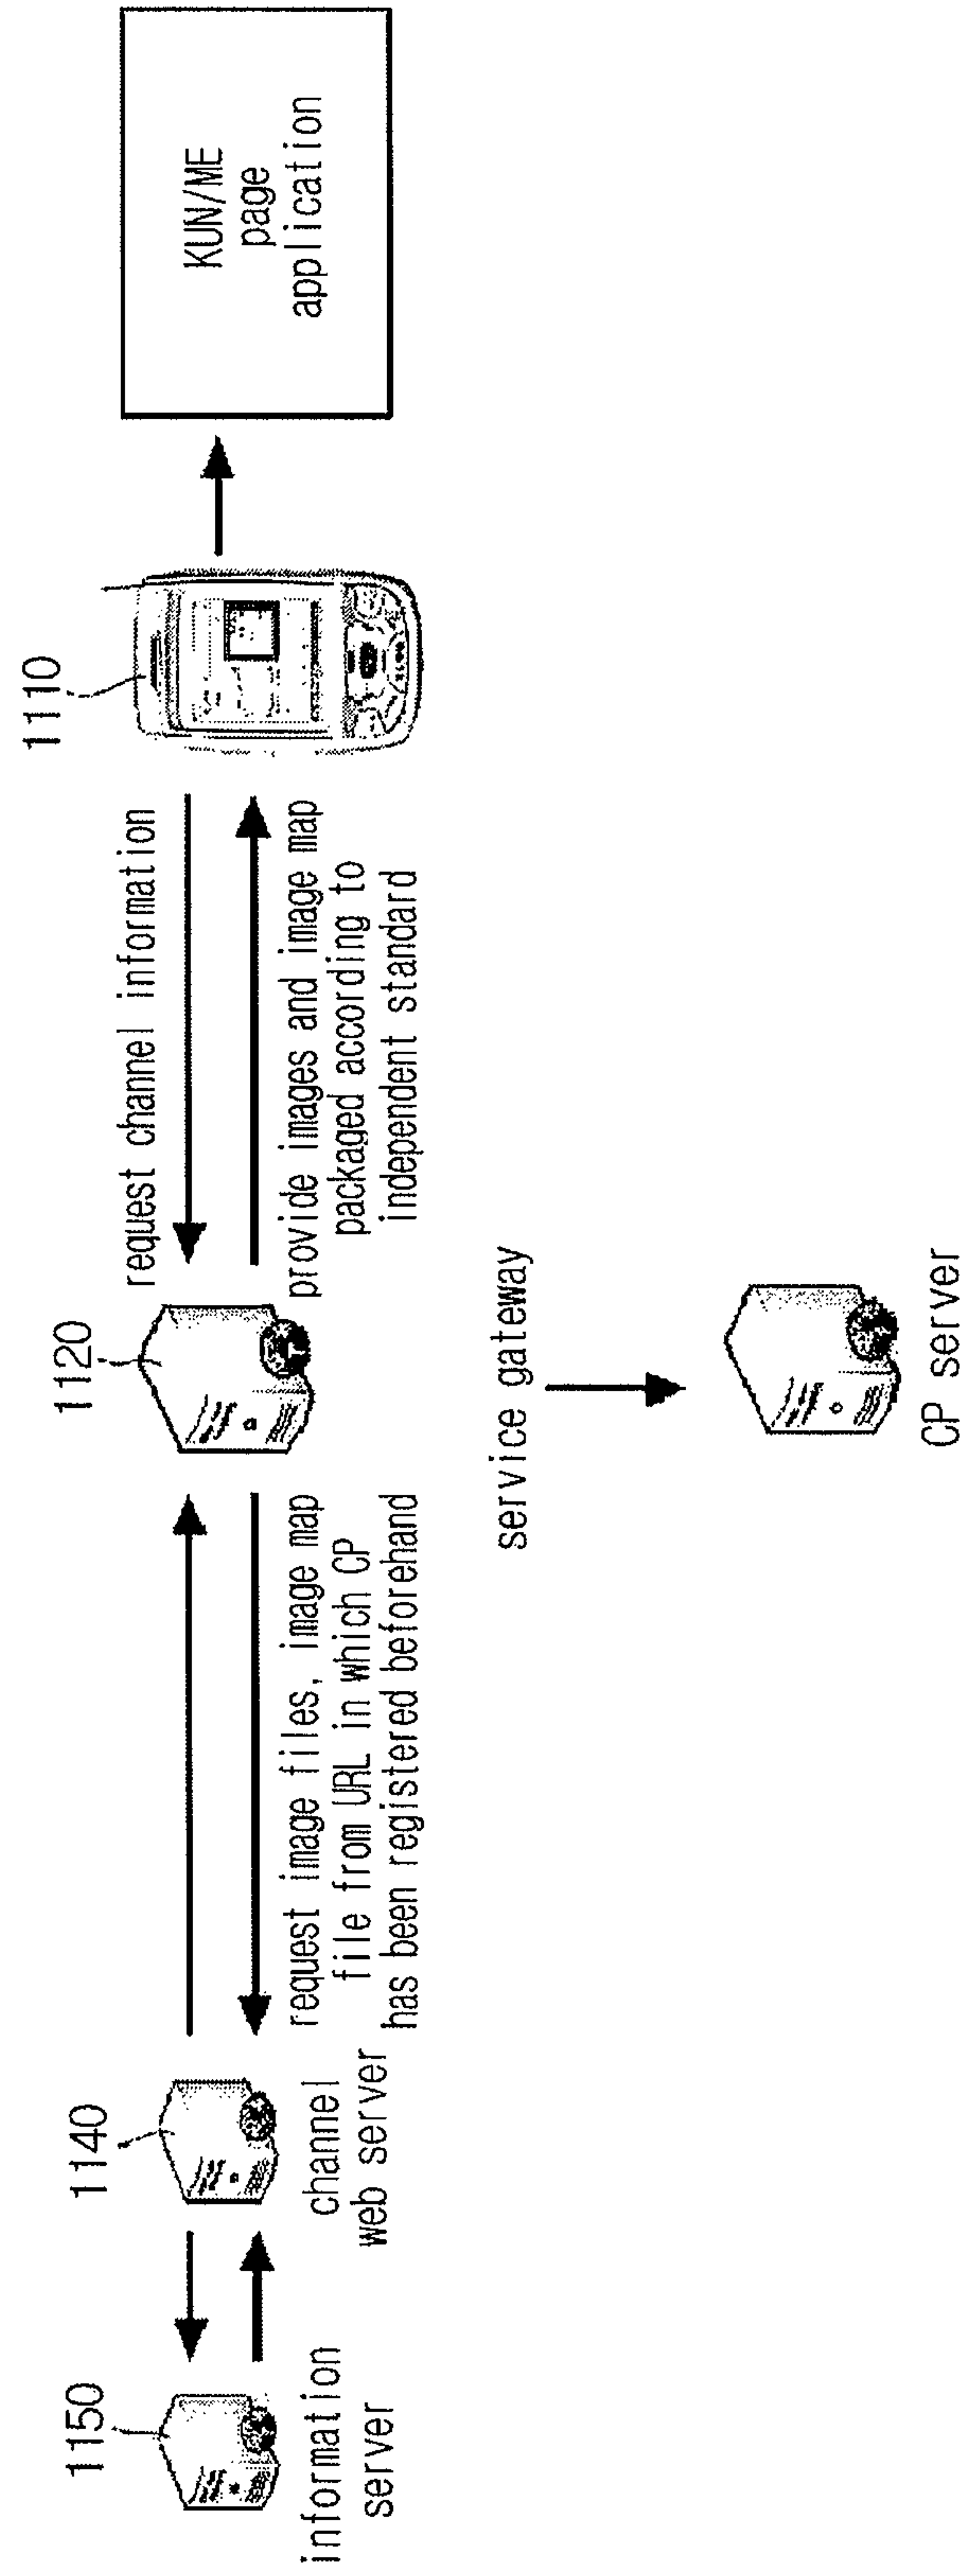 1150
information
server
1140
channel
web server
request image files, image map
file from URL in which CP
has been registered beforehand
1120
request channel information
provide images and image map
packaged according to
independent standard
1110
KUN/ME
page
application
service gateway
CP server